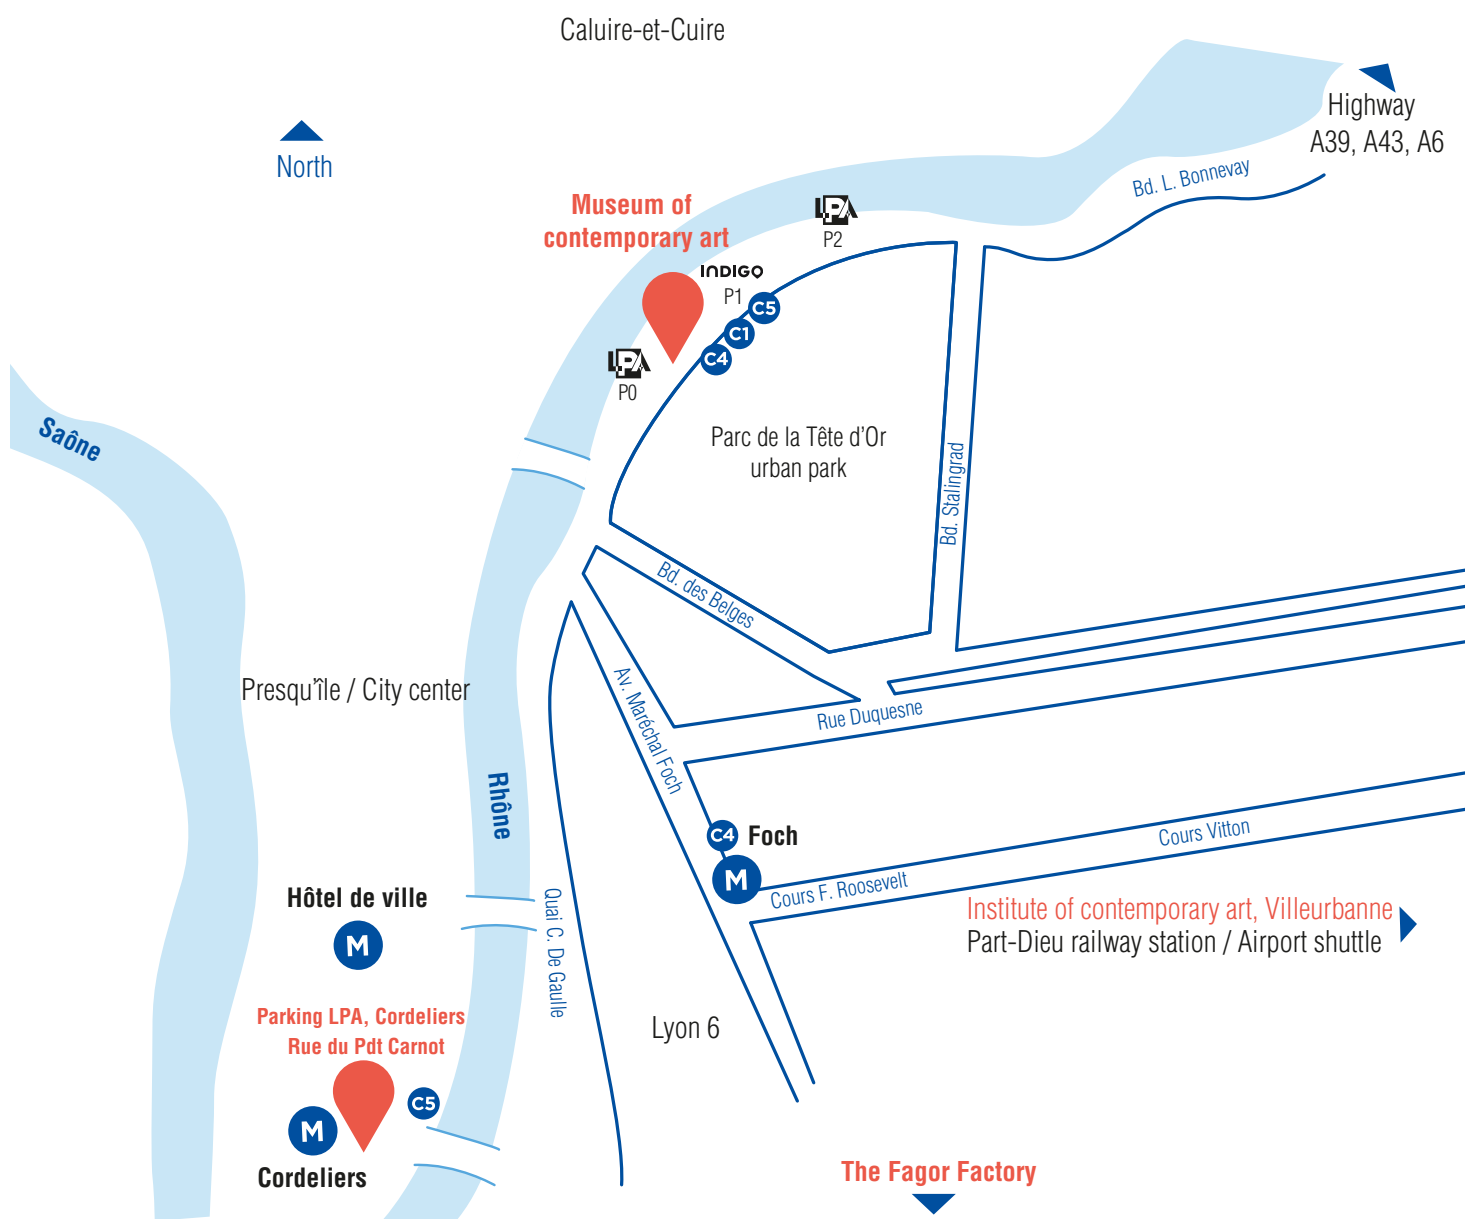 Caluire-et-Cuire
Highway
A39, A43, A6
North
Bd. L. Bonnevay
Museum of
contemporary art
LPA
P2
INDIGO
P1
C5
C1
C4
LPA
P0
Saône
Parc de la Tête d'Or
urban park
Bd. Stalingrad
Bd. des Belges
Presqu'île / City center
Av. Maréchal Foch
Rue Duquesne
Rhône
C4
Foch
M
Cours Vitton
Cours F. Roosevelt
Hôtel de ville
M
Quai C. De Gaulle
Institute of contemporary art, Villeurbanne
Part-Dieu railway station / Airport shuttle
Parking LPA, Cordeliers
Rue du Pdt Carnot
Lyon 6
C5
M
Cordeliers
The Fagor Factory